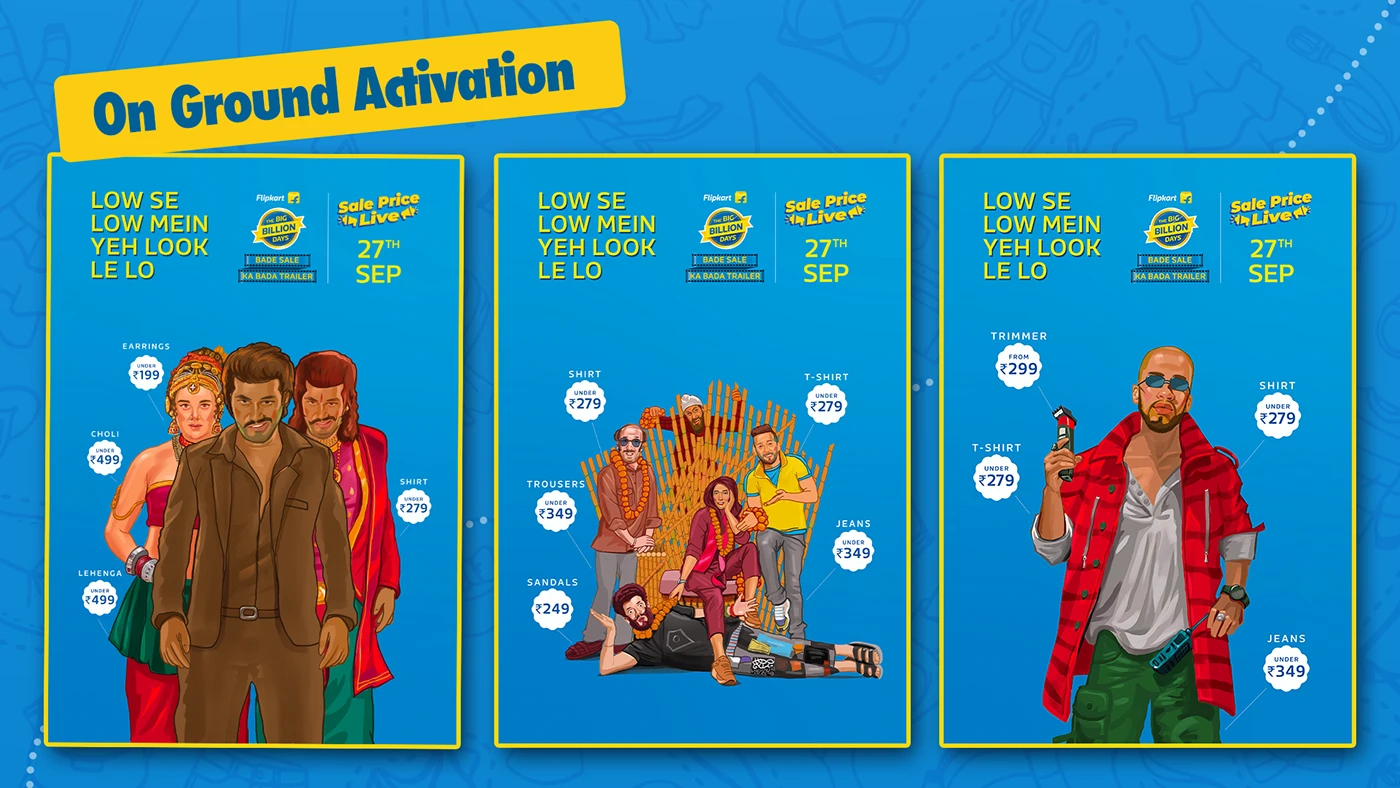 On Ground Activation
LOW SE
LOW MEIN
YEH LOOK
LE LO
Flipkart
THE BIG
BILLION
DAYS
BADE SALE
KA BADA TRAILER
Sale Price
Live
27TH
SEP
EARRINGS
UNDER
₹199
CHOLI
UNDER
₹499
SHIRT
UNDER
₹279
LEHENGA
UNDER
₹499
LOW SE
LOW MEIN
YEH LOOK
LE LO
Flipkart
THE BIG
BILLION
DAYS
BADE SALE
KA BADA TRAILER
Sale Price
Live
27TH
SEP
SHIRT
UNDER
₹279
T-SHIRT
UNDER
₹279
TROUSERS
UNDER
₹349
JEANS
UNDER
₹349
SANDALS
₹249
LOW SE
LOW MEIN
YEH LOOK
LE LO
Flipkart
THE BIG
BILLION
DAYS
BADE SALE
KA BADA TRAILER
Sale Price
Live
27TH
SEP
TRIMMER
FROM
₹299
SHIRT
UNDER
₹279
T-SHIRT
UNDER
₹279
JEANS
UNDER
₹349